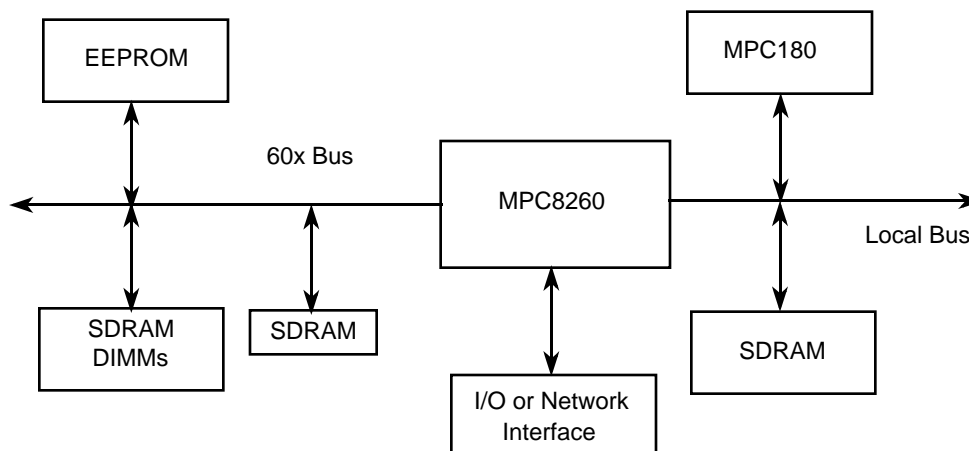 EEPROM
MPC180
60x Bus
MPC8260
Local Bus
SDRAM
DIMMs
SDRAM
SDRAM
I/O or Network
Interface